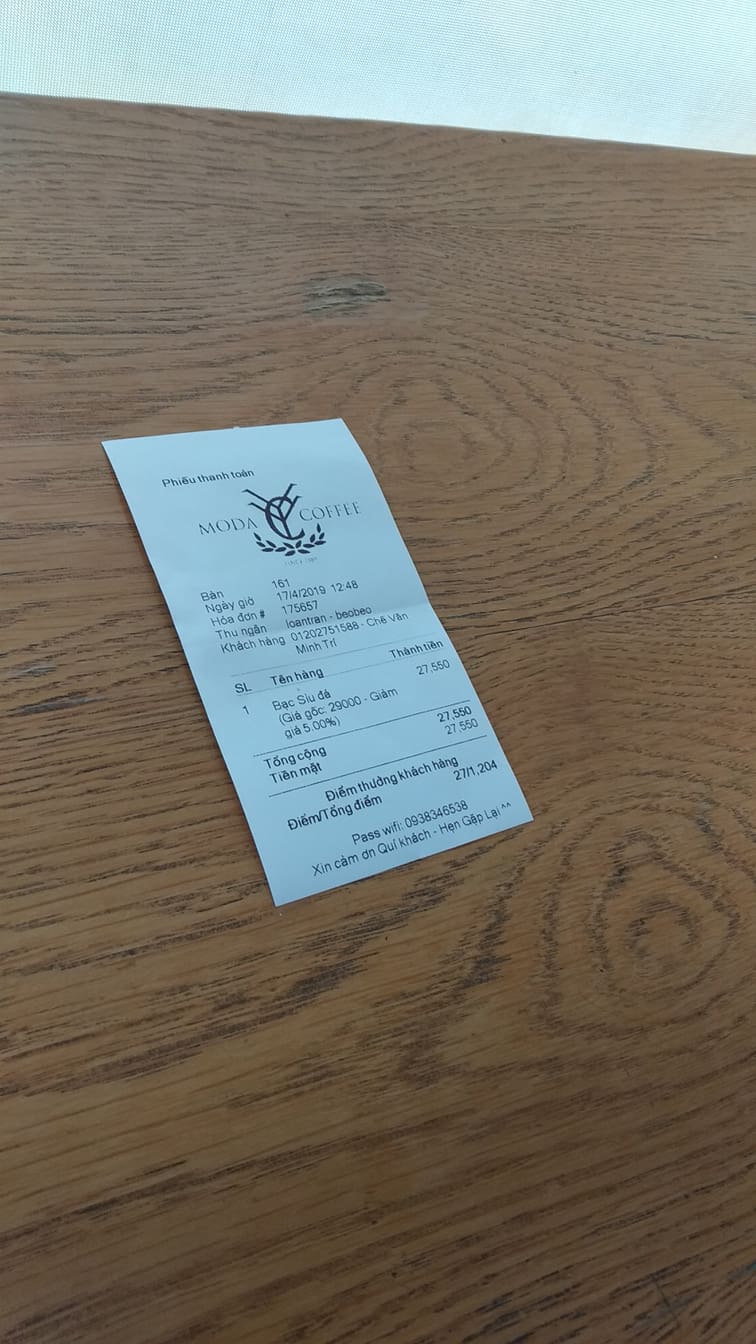 Phiếu thanh toán
MODA COFFEE
Bàn 161
Ngày giờ 17/4/2019 12:48
Hóa đơn # 175657
Thu ngân loantran - beobeo
Khách hàng 01202751588 - Chế Văn
Minh Trí
SL Tên hàng Thành tiền
1 Bạc Sỉu đá 27,550
(Giá gốc: 29000 - Giảm
giá 5.00%)
Tổng cộng 27,550
Tiền mặt 27,550
Điểm thưởng khách hàng
Điểm/Tổng điểm 27/1,204
Pass wifi: 0938346538
Xin cảm ơn Quí khách - Hẹn Gặp Lại ^^